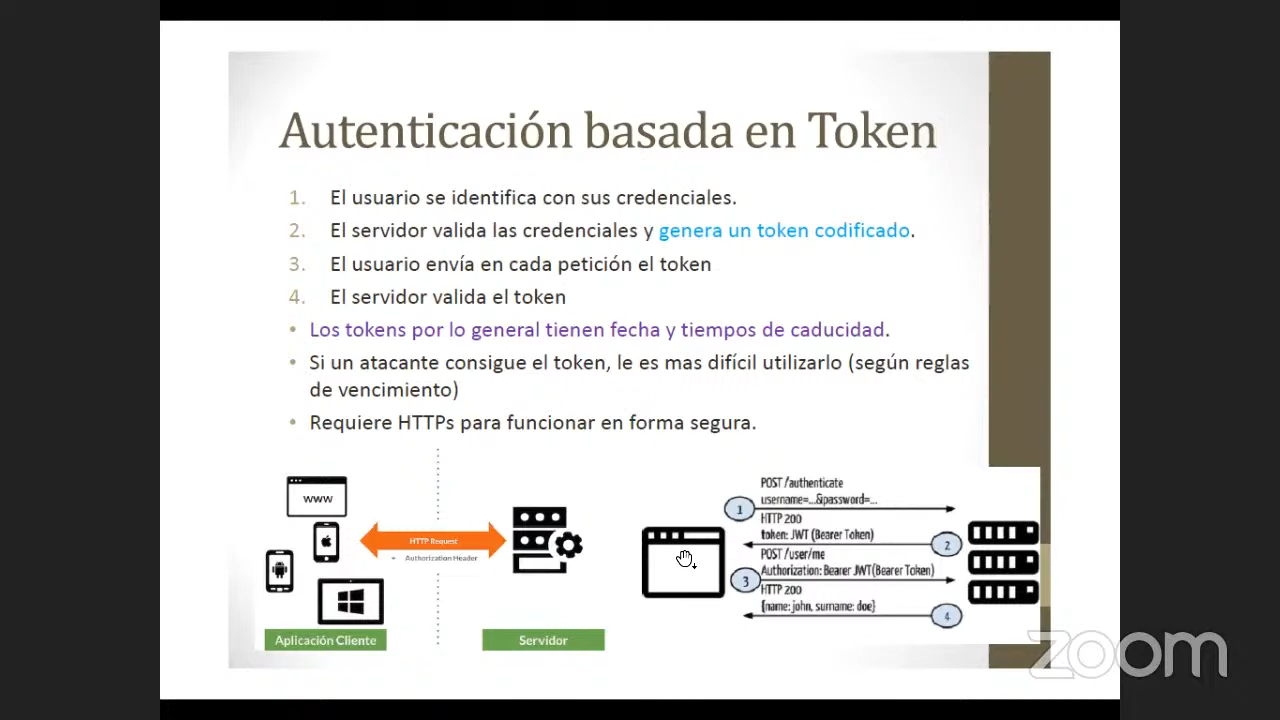 Autenticación basada en Token
1. El usuario se identifica con sus credenciales.
2. El servidor valida las credenciales y genera un token codificado.
3. El usuario envía en cada petición el token
4. El servidor valida el token
• Los tokens por lo general tienen fecha y tiempos de caducidad.
• Si un atacante consigue el token, le es mas difícil utilizarlo (según reglas
de vencimiento)
• Requiere HTTPs para funcionar en forma segura.
www
HTTP Request
+ Authorization Header
Aplicación Cliente
Servidor
POST /authenticate
username=...&password=...
1
HTTP 200
token: JWT (Bearer Token)
2
POST /user/me
Authorization: Bearer JWT(Bearer Token)
3
HTTP 200
{name: john, surname: doe}
4
zoom